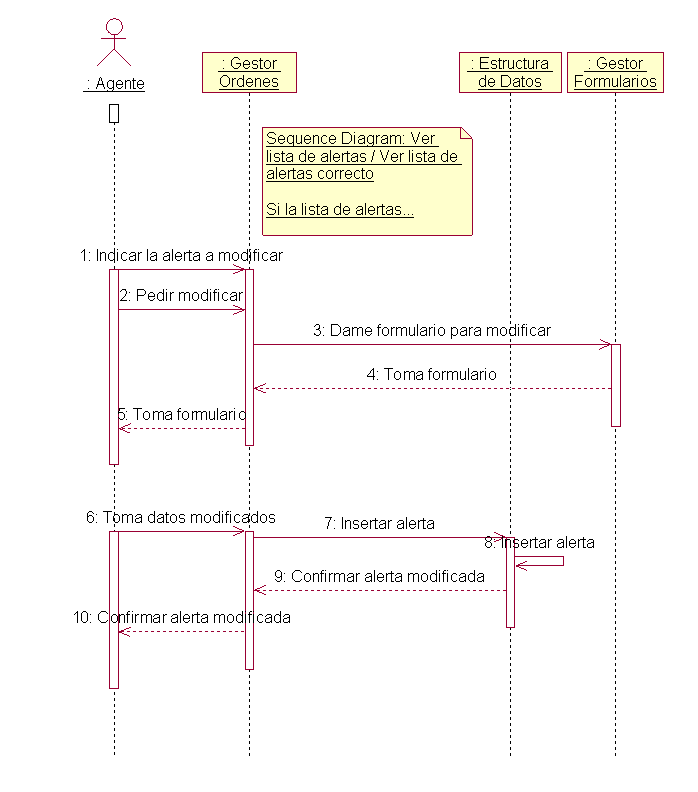 : Agente
: Gestor
Ordenes
: Estructura
de Datos
: Gestor
Formularios
Sequence Diagram: Ver
lista de alertas / Ver lista de
alertas correcto
Si la lista de alertas...
1: Indicar la alerta a modificar
2: Pedir modificar
3: Dame formulario para modificar
4: Toma formulario
5: Toma formulario
6: Toma datos modificados
7: Insertar alerta
8: Insertar alerta
9: Confirmar alerta modificada
10: Confirmar alerta modificada